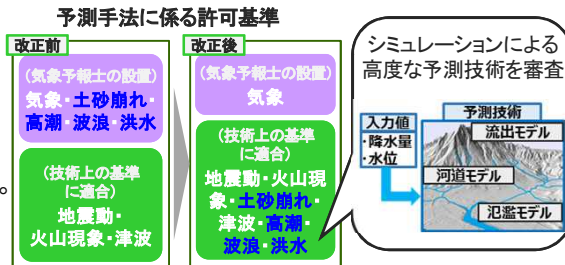 予測手法に係る許可基準
改正前
(気象予報士の設置)
気象・土砂崩れ・
高潮・波浪・洪水
(技術上の基準
に適合)
地震動・
火山現象・津波
。
改正後
(気象予報士の設置)
気象
(技術上の基準
に適合)
地震動・火山現
象・土砂崩れ・
津波・高潮・
波浪・洪水
シミュレーションによる
高度な予測技術を審査
入力値
・降水量
・水位
予測技術
流出モデル
河道モデル
氾濫モデル